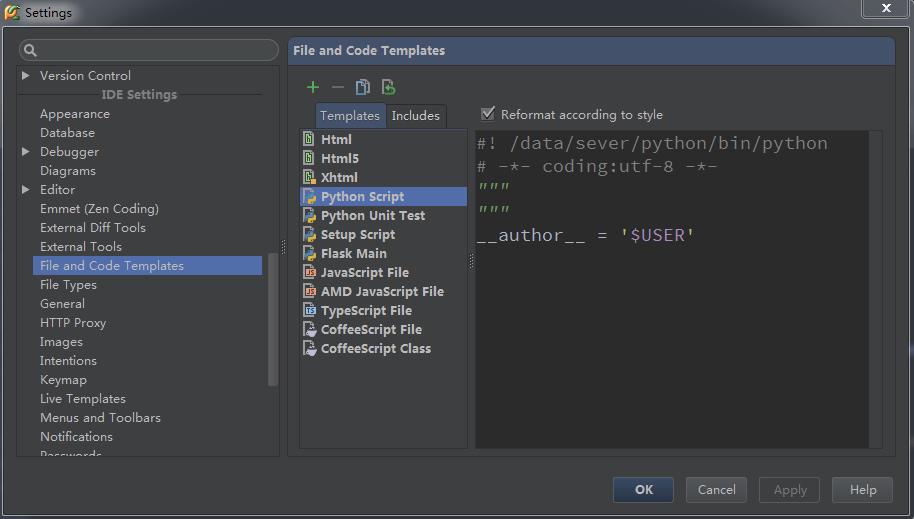 Settings
x
Version Control
IDE Settings
Appearance
Database
Debugger
Diagrams
Editor
Emmet (Zen Coding)
External Diff Tools
External Tools
File and Code Templates
File Types
General
HTTP Proxy
Images
Intentions
Keymap
Live Templates
Menus and Toolbars
Notifications
Passwords
File and Code Templates
Templates Includes
Html
Html5
Xhtml
Python Script
Python Unit Test
Setup Script
Flask Main
JavaScript File
AMD JavaScript File
TypeScript File
CoffeeScript File
CoffeeScript Class
Reformat according to style
#! /data/sever/python/bin/python
# -*- coding:utf-8 -*-
"""
"""
__author__ = '$USER'
OK Cancel Apply Help